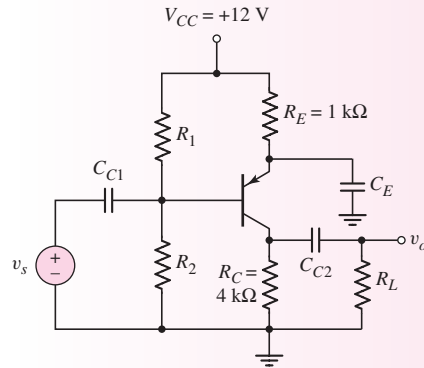 V_CC = +12 V
R_E = 1 kΩ
R_1
C_C1
C_E
v_o
v_s
+
−
R_2
R_C =
4 kΩ
C_C2
R_L